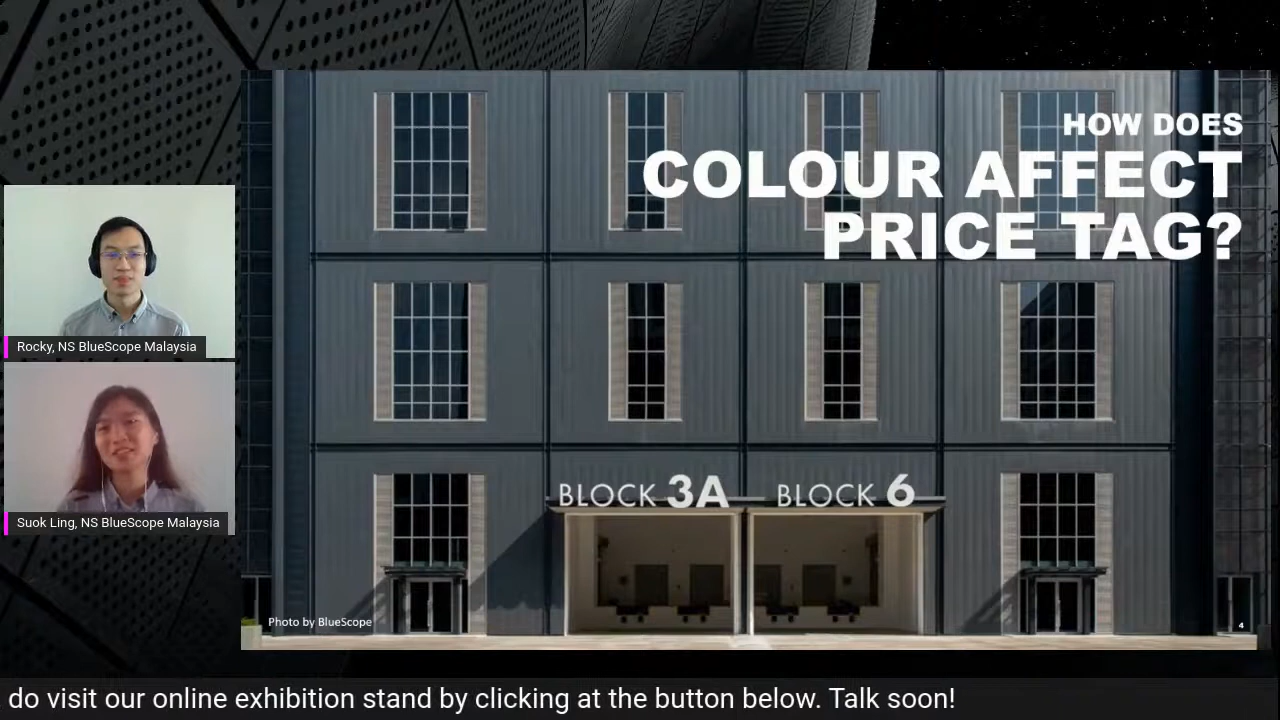 HOW DOES
COLOUR AFFECT
PRICE TAG?
Rocky, NS BlueScope Malaysia
Suok Ling, NS BlueScope Malaysia
BLOCK 3A
BLOCK 6
Photo by BlueScope
4
do visit our online exhibition stand by clicking at the button below. Talk soon!